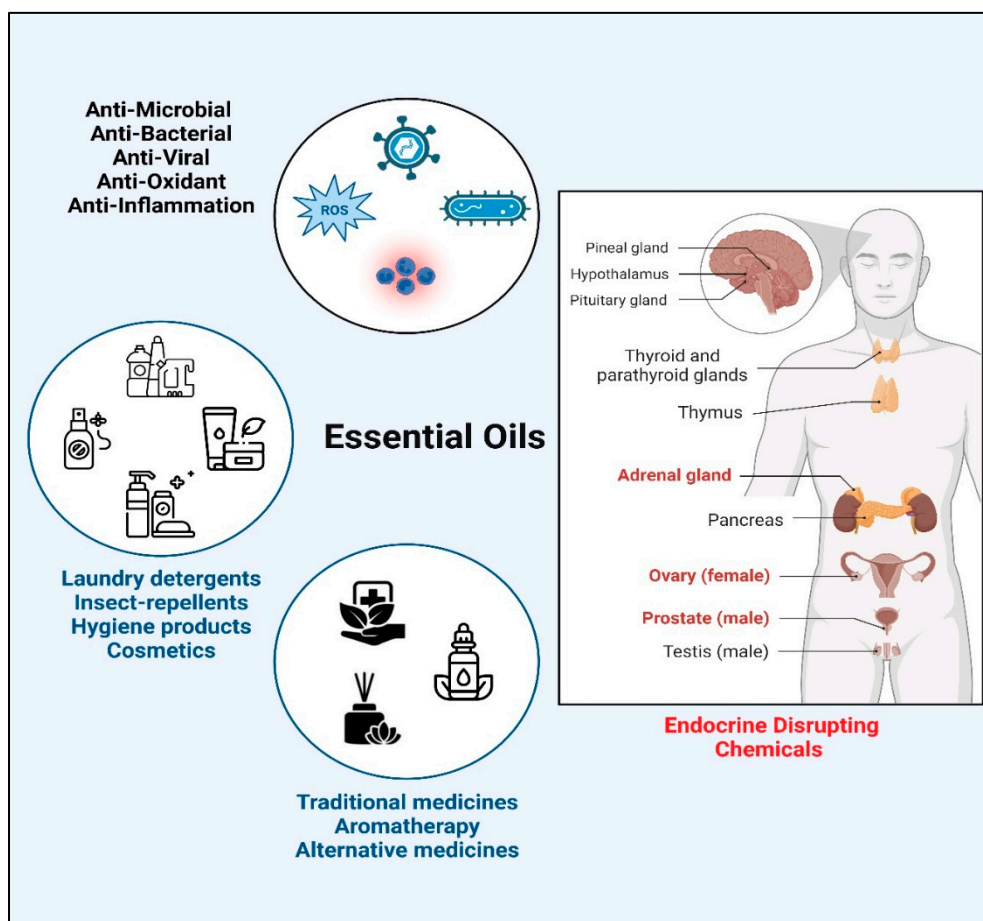 Anti-Microbial
Anti-Bacterial
Anti-Viral
Anti-Oxidant
Anti-Inflammation
ROS
Laundry detergents
Insect-repellents
Hygiene products
Cosmetics
Essential Oils
Traditional medicines
Aromatherapy
Alternative medicines
Pineal gland
Hypothalamus
Pituitary gland
Thyroid and
parathyroid glands
Thymus
Adrenal gland
Pancreas
Ovary (female)
Prostate (male)
Testis (male)
Endocrine Disrupting
Chemicals